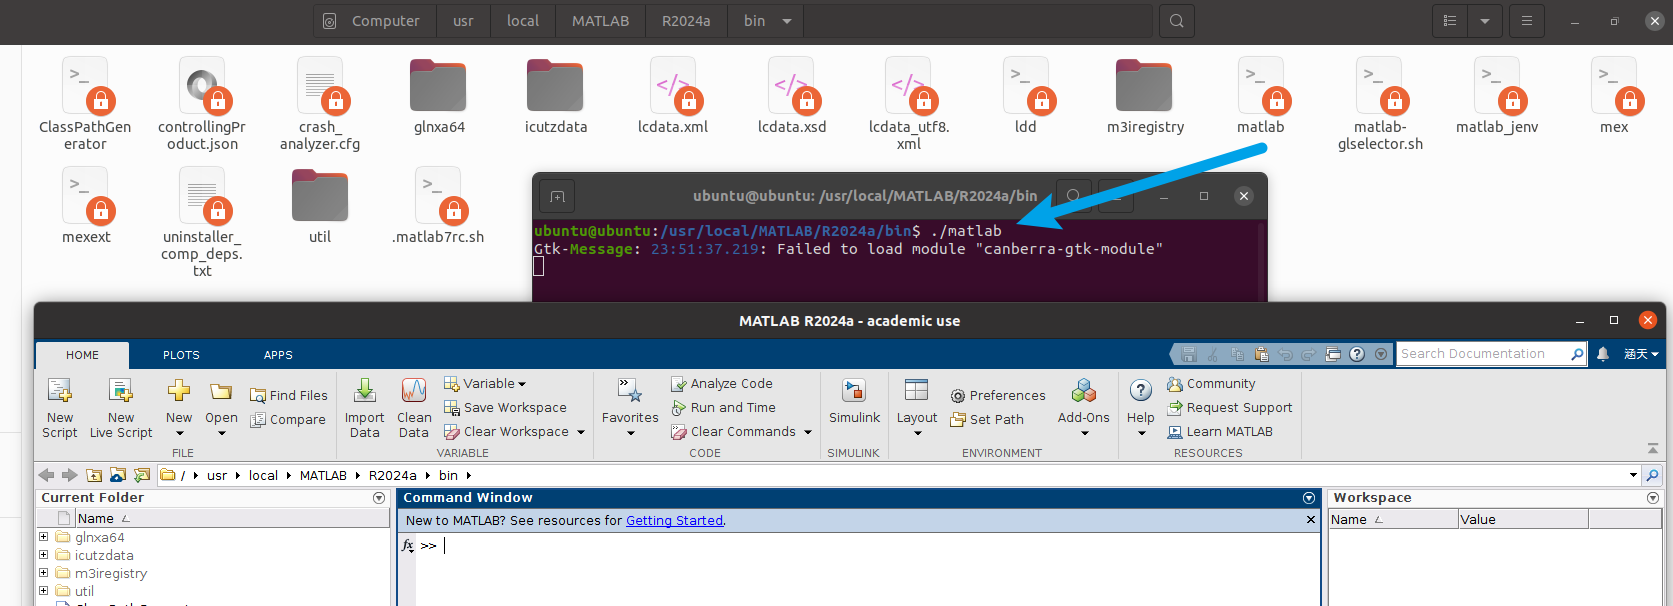 Computer usr local MATLAB R2024a bin
ClassPathGenerator controllingProduct.json crash_analyzer.cfg glnxa64 icutzdata lcdata.xml lcdata.xsd lcdata_utf8.xml ldd m3iregistry matlab matlab-glselector.sh matlab_jenv mex
mexext uninstaller_comp_deps.txt util .matlab7rc.sh
ubuntu@ubuntu: /usr/local/MATLAB/R2024a/bin
ubuntu@ubuntu:/usr/local/MATLAB/R2024a/bin$ ./matlab
Gtk-Message: 23:51:37.219: Failed to load module "canberra-gtk-module"
MATLAB R2024a - academic use
HOME PLOTS APPS Search Documentation 涵天
New Script New Live Script New Open Find Files Compare
FILE
Import Data Clean Data Variable Save Workspace Clear Workspace
VARIABLE
Favorites Analyze Code Run and Time Clear Commands
CODE
Simulink
SIMULINK
Layout Preferences Set Path Add-Ons
ENVIRONMENT
Help Community Request Support Learn MATLAB
RESOURCES
/ usr local MATLAB R2024a bin
Current Folder
Name
glnxa64
icutzdata
m3iregistry
util
Command Window
New to MATLAB? See resources for Getting Started.
fx >>
Workspace
Name Value